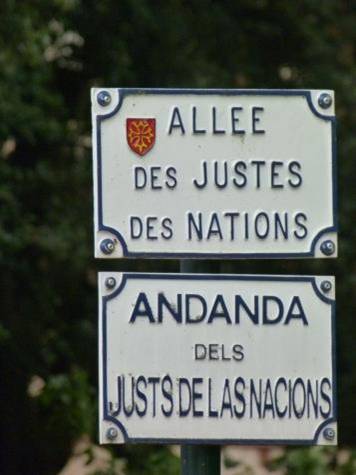 ALLEE
DES JUSTES
DES NATIONS
ANDANDA
DELS
JUSTS DE LAS NACIONS